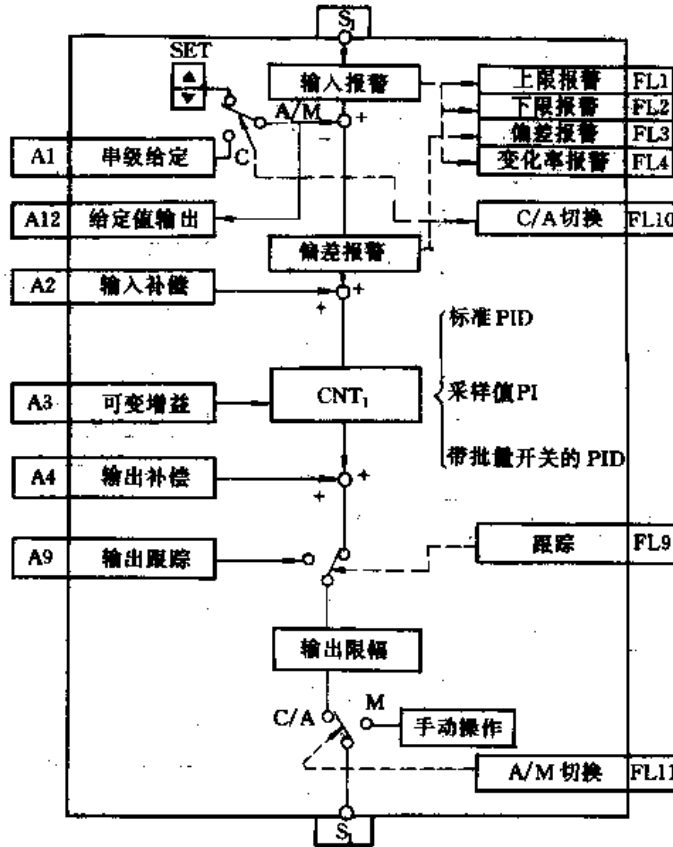 S₁
SET
输入报警
上限报警 FL1
下限报警 FL2
A/M
+
偏差报警 FL3
A1 串级给定
C
变化率报警 FL4
A12 给定值输出
C/A切换 FL10
偏差报警
A2 输入补偿
+
+
标准PID
A3 可变增益
CNT₁
采样值PI
带批量开关的PID
A4 输出补偿
+
+
A9 输出跟踪
跟踪 FL9
输出限幅
C/A
M
手动操作
A/M切换 FL11
S₁